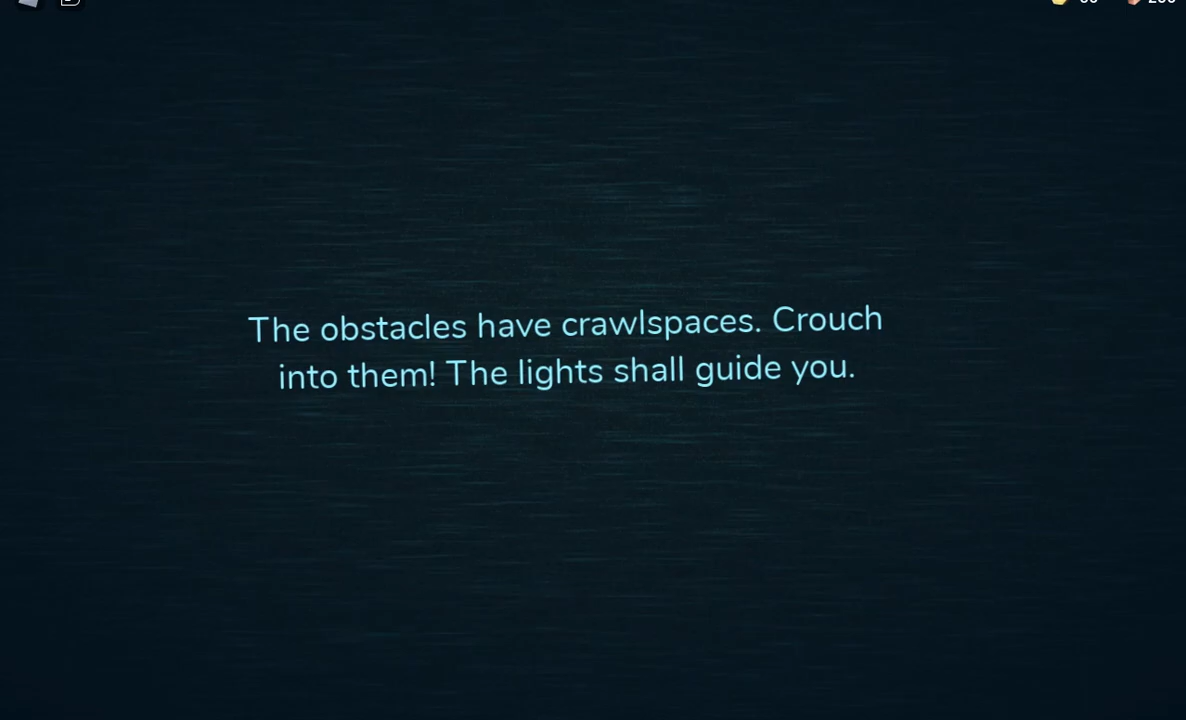 The obstacles have crawlspaces. Crouch
into them! The lights shall guide you.